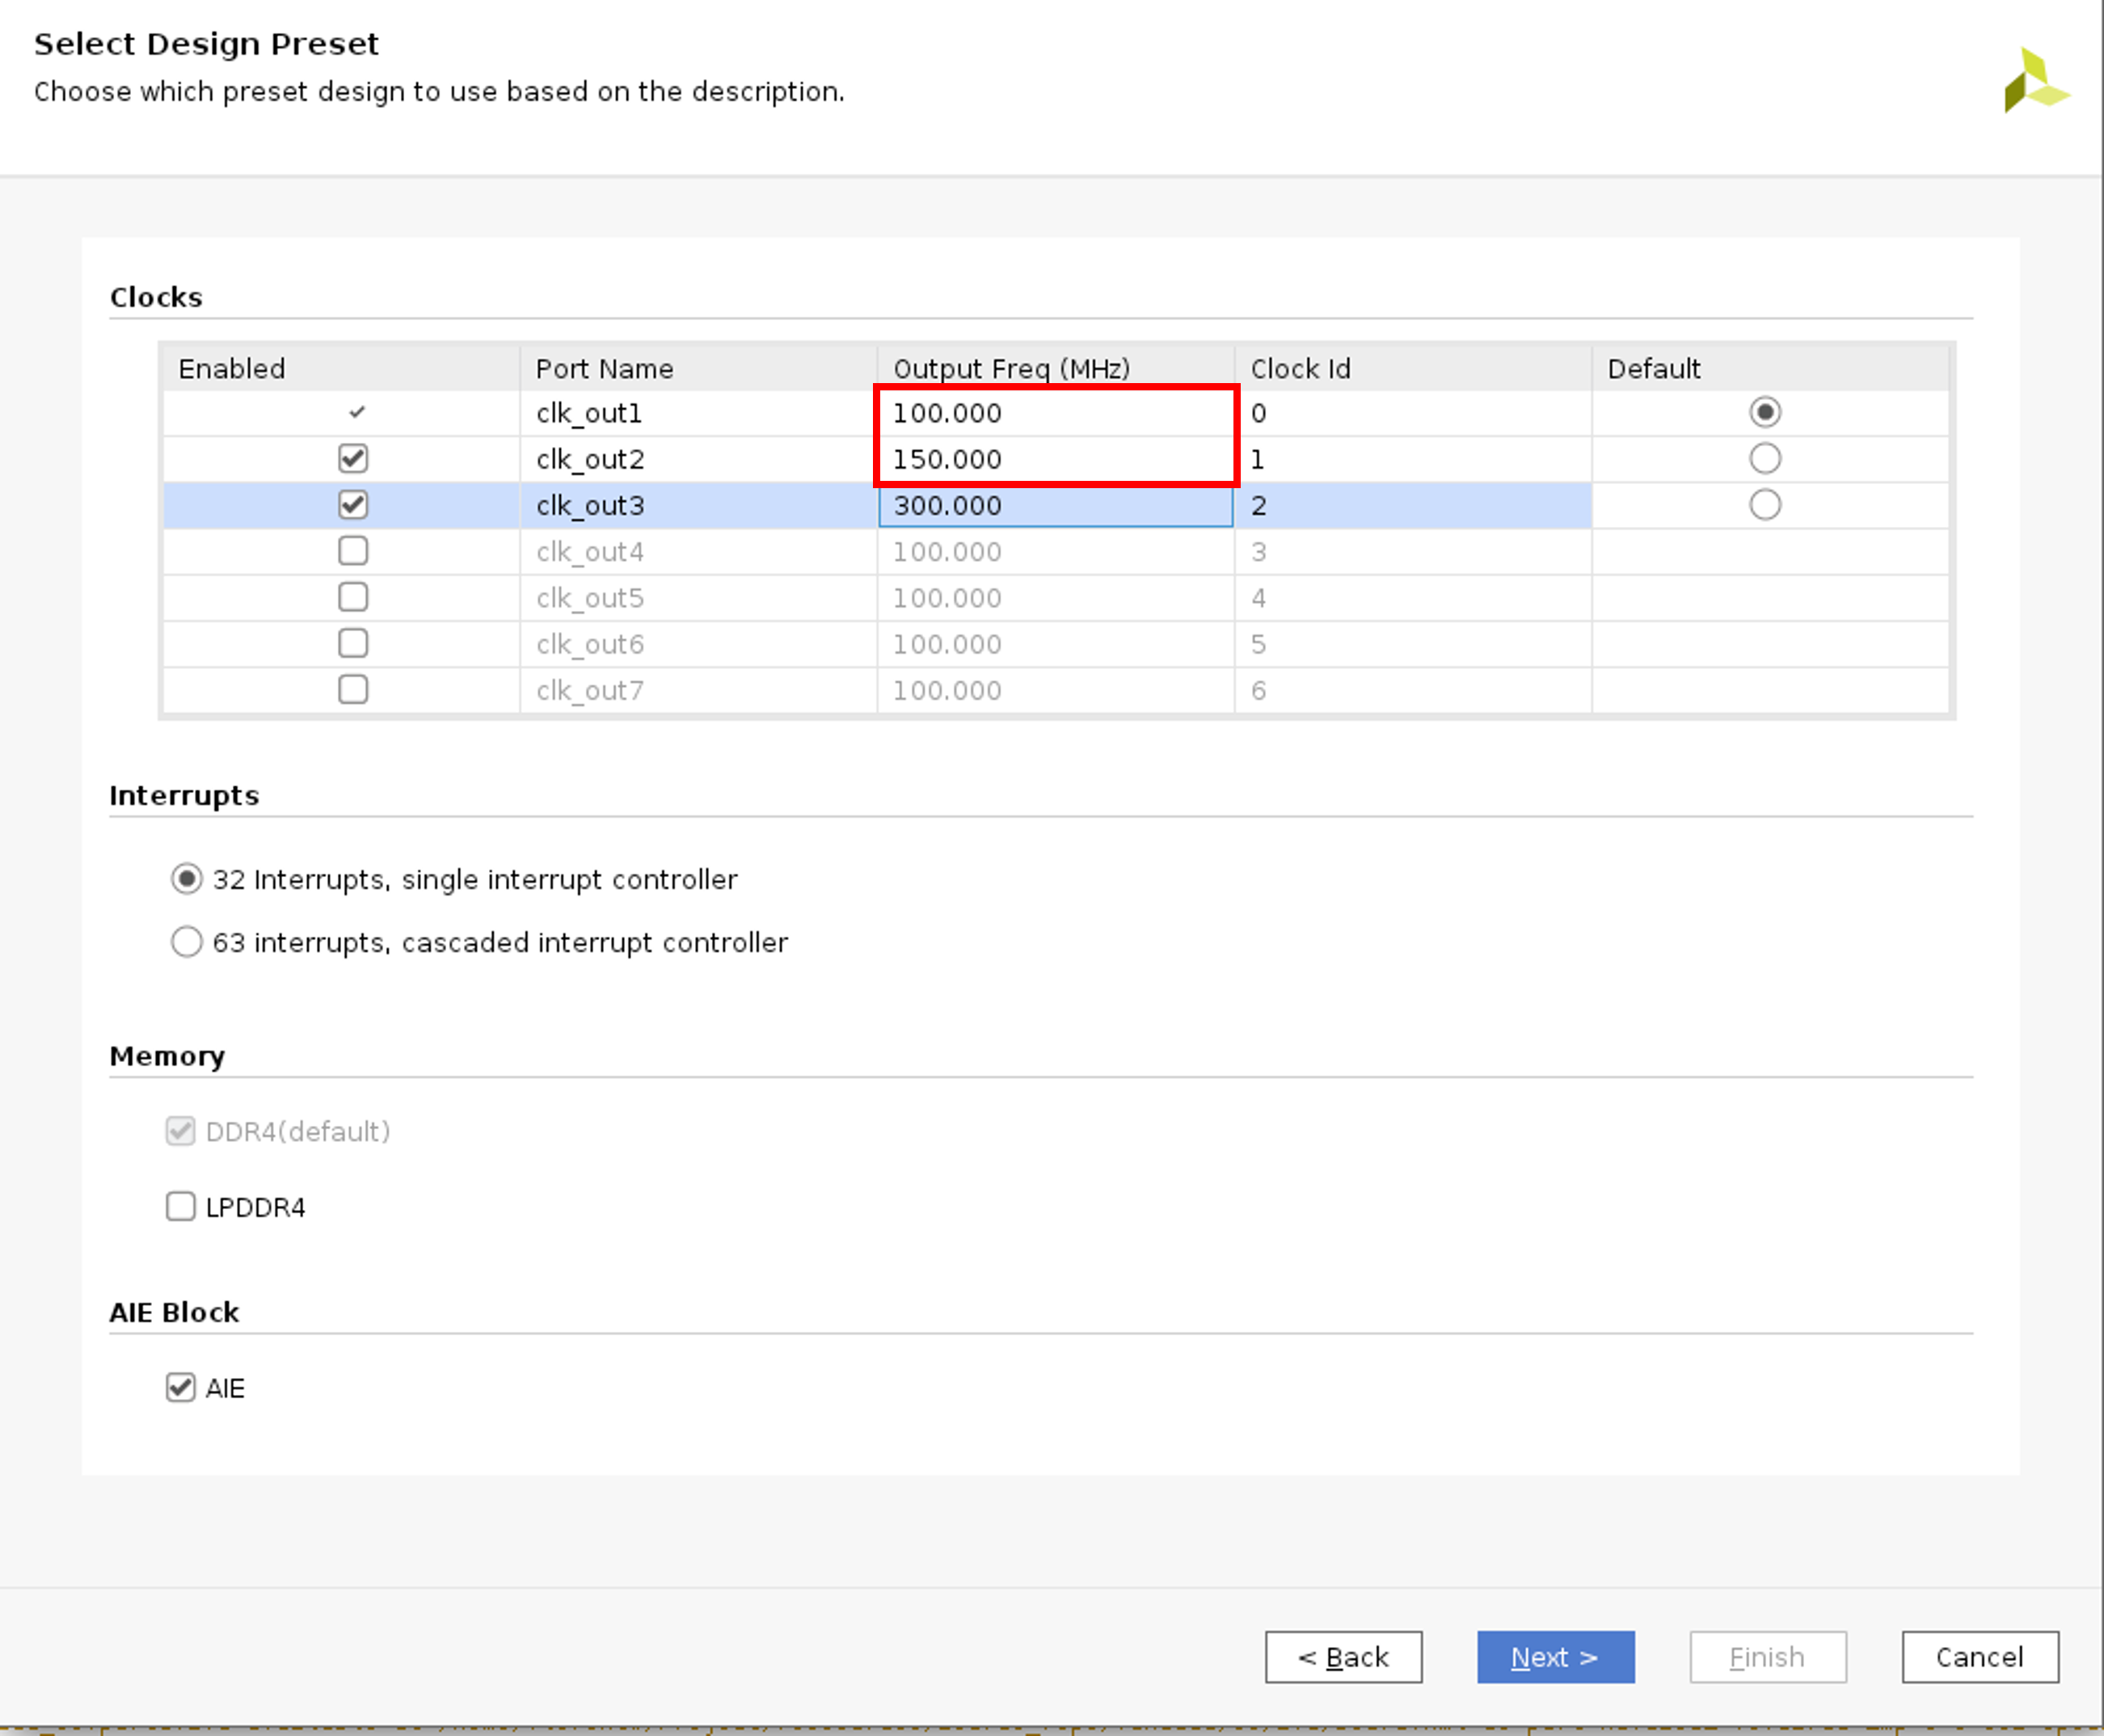 Select Design Preset
Choose which preset design to use based on the description.
Clocks
Enabled Port Name Output Freq (MHz) Clock Id Default
clk_out1 100.000 0
clk_out2 150.000 1
clk_out3 300.000 2
clk_out4 100.000 3
clk_out5 100.000 4
clk_out6 100.000 5
clk_out7 100.000 6
Interrupts
32 Interrupts, single interrupt controller
63 interrupts, cascaded interrupt controller
Memory
DDR4(default)
LPDDR4
AIE Block
AIE
< Back Next > Finish Cancel